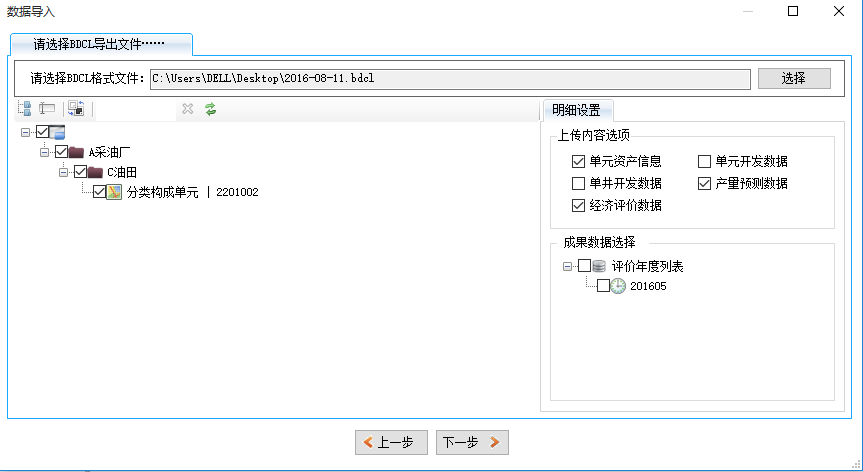 数据导入
请选择BDCL导出文件……
请选择BDCL格式文件：C:\Users\DELL\Desktop\2016-08-11.bdcl 选择
A采油厂
C油田
分类构成单元 | 2201002
明细设置
上传内容选项
单元资产信息 单元开发数据
单井开发数据 产量预测数据
经济评价数据
成果数据选择
评价年度列表
201605
上一步 下一步